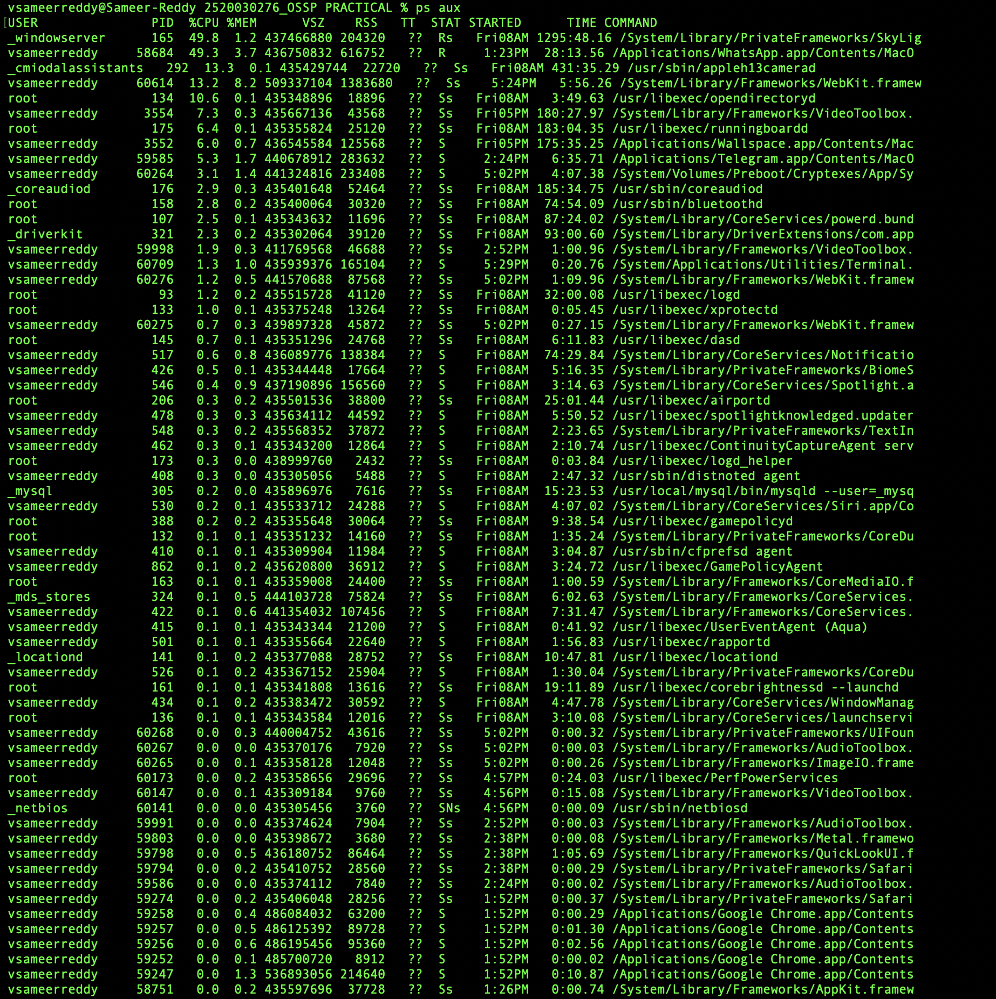 vsameerreddy@Sameer-Reddy 2520030276_OSSP PRACTICAL % ps aux
[USER               PID  %CPU %MEM      VSZ    RSS   TT  STAT STARTED      TIME COMMAND
_windowserver      165  49.8  1.2 437466880 204320   ??  Rs   Fri08AM 1295:48.16 /System/Library/PrivateFrameworks/SkyLig
vsameerreddy     58684  49.3  3.7 436750832 616752   ??  R     1:23PM  28:13.56 /Applications/WhatsApp.app/Contents/MacO
_cmiodalassistants   292  13.3  0.1 435429744  22720   ??  Ss   Fri08AM 431:35.29 /usr/sbin/appleh13camerad
vsameerreddy     60614  13.2  8.2 509337104 1383680   ??  Ss    5:24PM   5:56.26 /System/Library/Frameworks/WebKit.framew
root               134  10.6  0.1 435348896  18896   ??  Ss   Fri08AM   3:49.63 /usr/libexec/opendirectoryd
vsameerreddy      3554   7.3  0.3 435667136  43568   ??  Ss   Fri05PM 180:27.97 /System/Library/Frameworks/VideoToolbox.
root               175   6.4  0.1 435355824  25120   ??  Ss   Fri08AM 183:04.35 /usr/libexec/runningboardd
vsameerreddy      3552   6.0  0.7 436545584 125568   ??  S    Fri05PM 175:35.25 /Applications/Wallspace.app/Contents/Mac
vsameerreddy     59585   5.3  1.7 440678912 283632   ??  S     2:24PM   6:35.71 /Applications/Telegram.app/Contents/MacO
vsameerreddy     60264   3.1  1.4 441324816 233408   ??  S     5:02PM   4:07.38 /System/Volumes/Preboot/Cryptexes/App/Sy
_coreaudiod        176   2.9  0.3 435401648  52464   ??  Ss   Fri08AM 185:34.75 /usr/sbin/coreaudiod
root               158   2.8  0.2 435400064  30320   ??  Ss   Fri08AM  74:54.09 /usr/sbin/bluetoothd
root               107   2.5  0.1 435343632  11696   ??  Ss   Fri08AM  87:24.02 /System/Library/CoreServices/powerd.bund
_driverkit         321   2.3  0.2 435302064  39120   ??  Ss   Fri08AM  93:00.60 /System/Library/DriverExtensions/com.app
vsameerreddy     59998   1.9  0.3 411769568  46688   ??  Ss    2:52PM   1:00.96 /System/Library/Frameworks/VideoToolbox.
vsameerreddy     60709   1.3  1.0 435939376 165104   ??  S     5:29PM   0:20.76 /System/Applications/Utilities/Terminal.
vsameerreddy     60276   1.2  0.5 441570688  87568   ??  Ss    5:02PM   1:09.96 /System/Library/Frameworks/WebKit.framew
root                93   1.2  0.2 435515728  41120   ??  Ss   Fri08AM  32:00.08 /usr/libexec/logd
root               133   1.0  0.1 435375248  13264   ??  Ss   Fri08AM   0:05.45 /usr/libexec/xprotectd
vsameerreddy     60275   0.7  0.3 439897328  45872   ??  Ss    5:02PM   0:27.15 /System/Library/Frameworks/WebKit.framew
root               145   0.7  0.1 435351296  24768   ??  Ss   Fri08AM   6:11.83 /usr/libexec/dasd
vsameerreddy       517   0.6  0.8 436089776 138384   ??  S    Fri08AM  74:29.84 /System/Library/CoreServices/Notificatio
vsameerreddy       426   0.5  0.1 435344448  17664   ??  S    Fri08AM   5:16.35 /System/Library/PrivateFrameworks/BiomeS
vsameerreddy       546   0.4  0.9 437190896 156560   ??  S    Fri08AM   3:14.63 /System/Library/CoreServices/Spotlight.a
root               206   0.3  0.2 435501536  38800   ??  Ss   Fri08AM  25:01.44 /usr/libexec/airportd
vsameerreddy       478   0.3  0.3 435634112  44592   ??  S    Fri08AM   5:50.52 /usr/libexec/spotlightknowledged.updater
vsameerreddy       548   0.3  0.2 435568352  37872   ??  S    Fri08AM   2:23.65 /System/Library/PrivateFrameworks/TextIn
vsameerreddy       462   0.3  0.1 435343200  12864   ??  S    Fri08AM   2:10.74 /usr/libexec/ContinuityCaptureAgent serv
root               173   0.3  0.0 438999760   2432   ??  Ss   Fri08AM   0:03.84 /usr/libexec/logd_helper
vsameerreddy       408   0.3  0.0 435305056   5488   ??  S    Fri08AM   2:47.32 /usr/sbin/distnoted agent
_mysql             305   0.2  0.0 435896976   7616   ??  Ss   Fri08AM  15:23.53 /usr/local/mysql/bin/mysqld --user=_mysq
vsameerreddy       530   0.2  0.1 435533712  24288   ??  S    Fri08AM   4:07.02 /System/Library/CoreServices/Siri.app/Co
root               388   0.2  0.2 435355648  30064   ??  Ss   Fri08AM   9:38.54 /usr/libexec/gamepolicyd
root               132   0.1  0.1 435351232  14160   ??  Ss   Fri08AM   1:35.24 /System/Library/PrivateFrameworks/CoreDu
vsameerreddy       410   0.1  0.1 435309904  11984   ??  S    Fri08AM   3:04.87 /usr/sbin/cfprefsd agent
vsameerreddy       862   0.1  0.2 435620800  36912   ??  S    Fri08AM   3:24.72 /usr/libexec/GamePolicyAgent
root               163   0.1  0.1 435359008  24400   ??  Ss   Fri08AM   1:00.59 /System/Library/Frameworks/CoreMediaIO.f
_mds_stores        324   0.1  0.5 444103728  75824   ??  Ss   Fri08AM   6:02.63 /System/Library/Frameworks/CoreServices.
vsameerreddy       422   0.1  0.6 441354032 107456   ??  S    Fri08AM   7:31.47 /System/Library/Frameworks/CoreServices.
vsameerreddy       415   0.1  0.1 435343344  21200   ??  S    Fri08AM   0:41.92 /usr/libexec/UserEventAgent (Aqua)
vsameerreddy       501   0.1  0.1 435355664  22640   ??  S    Fri08AM   1:56.83 /usr/libexec/rapportd
_locationd         141   0.1  0.2 435377088  28752   ??  Ss   Fri08AM  10:47.81 /usr/libexec/locationd
vsameerreddy       526   0.1  0.2 435367152  25904   ??  S    Fri08AM   1:30.04 /System/Library/PrivateFrameworks/CoreDu
root               161   0.1  0.1 435341808  13616   ??  Ss   Fri08AM  19:11.89 /usr/libexec/corebrightnessd --launchd
vsameerreddy       434   0.1  0.2 435383472  30592   ??  S    Fri08AM   4:47.78 /System/Library/CoreServices/WindowManag
root               136   0.1  0.1 435343584  12016   ??  Ss   Fri08AM   3:10.08 /System/Library/CoreServices/launchservi
vsameerreddy     60268   0.0  0.3 440004752  43616   ??  Ss    5:02PM   0:00.32 /System/Library/PrivateFrameworks/UIFoun
vsameerreddy     60267   0.0  0.0 435370176   7920   ??  Ss    5:02PM   0:00.03 /System/Library/Frameworks/AudioToolbox.
vsameerreddy     60265   0.0  0.1 435358128  12048   ??  Ss    5:02PM   0:00.26 /System/Library/Frameworks/ImageIO.frame
root             60173   0.0  0.2 435358656  29696   ??  Ss    4:57PM   0:24.03 /usr/libexec/PerfPowerServices
vsameerreddy     60147   0.0  0.1 435309184   9760   ??  Ss    4:56PM   0:15.08 /System/Library/Frameworks/VideoToolbox.
_netbios         60141   0.0  0.0 435305456   3760   ??  SNs   4:56PM   0:00.09 /usr/sbin/netbiosd
vsameerreddy     59991   0.0  0.0 435374624   7904   ??  Ss    2:52PM   0:00.03 /System/Library/Frameworks/AudioToolbox.
vsameerreddy     59803   0.0  0.0 435398672   3680   ??  Ss    2:38PM   0:00.08 /System/Library/Frameworks/Metal.framewo
vsameerreddy     59798   0.0  0.5 436180752  86464   ??  Ss    2:38PM   1:05.69 /System/Library/Frameworks/QuickLookUI.f
vsameerreddy     59794   0.0  0.2 435410752  28560   ??  Ss    2:38PM   0:00.29 /System/Library/PrivateFrameworks/Safari
vsameerreddy     59586   0.0  0.0 435374112   7840   ??  Ss    2:24PM   0:00.02 /System/Library/Frameworks/AudioToolbox.
vsameerreddy     59274   0.0  0.2 435406048  28256   ??  Ss    1:52PM   0:00.37 /System/Library/PrivateFrameworks/Safari
vsameerreddy     59258   0.0  0.4 486084032  63200   ??  S     1:52PM   0:00.29 /Applications/Google Chrome.app/Contents
vsameerreddy     59257   0.0  0.5 486125392  89728   ??  S     1:52PM   0:01.30 /Applications/Google Chrome.app/Contents
vsameerreddy     59256   0.0  0.6 486195456  95360   ??  S     1:52PM   0:02.56 /Applications/Google Chrome.app/Contents
vsameerreddy     59252   0.0  0.1 485700720   8912   ??  S     1:52PM   0:00.02 /Applications/Google Chrome.app/Contents
vsameerreddy     59247   0.0  1.3 536893056 214640   ??  S     1:52PM   0:10.87 /Applications/Google Chrome.app/Contents
vsameerreddy     58751   0.0  0.2 435597696  37728   ??  Ss    1:26PM   0:00.74 /System/Library/Frameworks/AppKit.framew